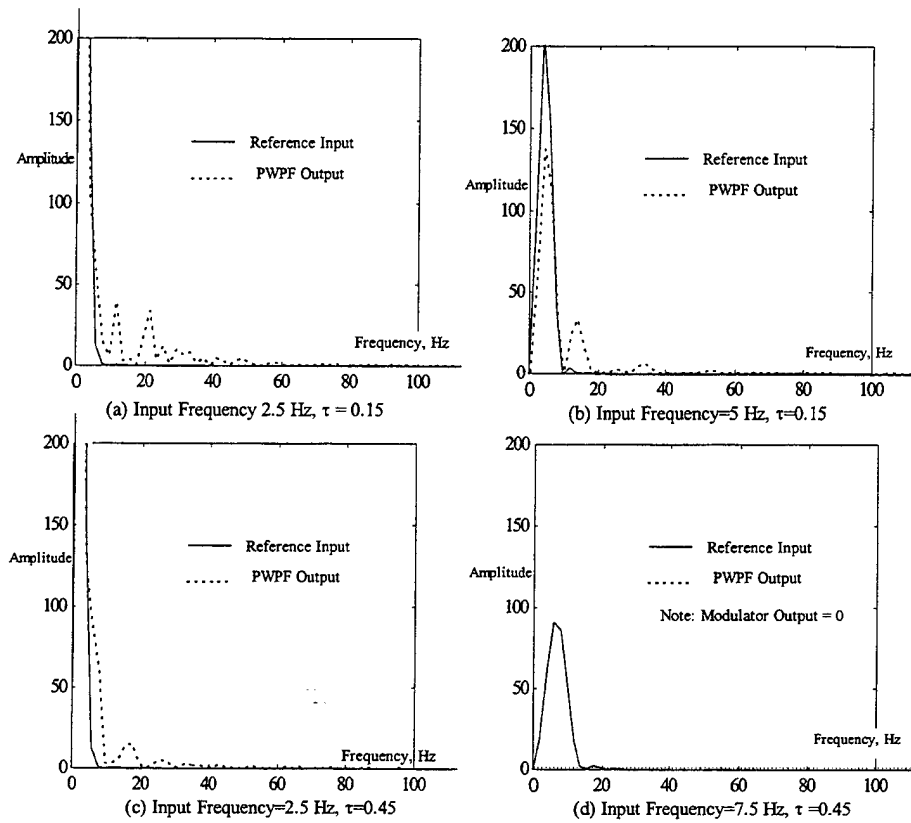 200
150
Amplitude
100
50
0
0 20 40 60 80 100
Reference Input
PWPF Output
Frequency, Hz
(a) Input Frequency 2.5 Hz, τ = 0.15
200
150
Amplitude
100
50
0
0 20 40 60 80 100
Reference Input
PWPF Output
Frequency, Hz
(b) Input Frequency=5 Hz, τ=0.15
200
150
Amplitude
100
50
0
0 20 40 60 80 100
Reference Input
PWPF Output
Frequency, Hz
(c) Input Frequency=2.5 Hz, τ=0.45
200
150
Amplitude
100
50
0
0 20 40 60 80 100
Reference Input
PWPF Output
Note: Modulator Output = 0
Frequency, Hz
(d) Input Frequency=7.5 Hz, τ =0.45